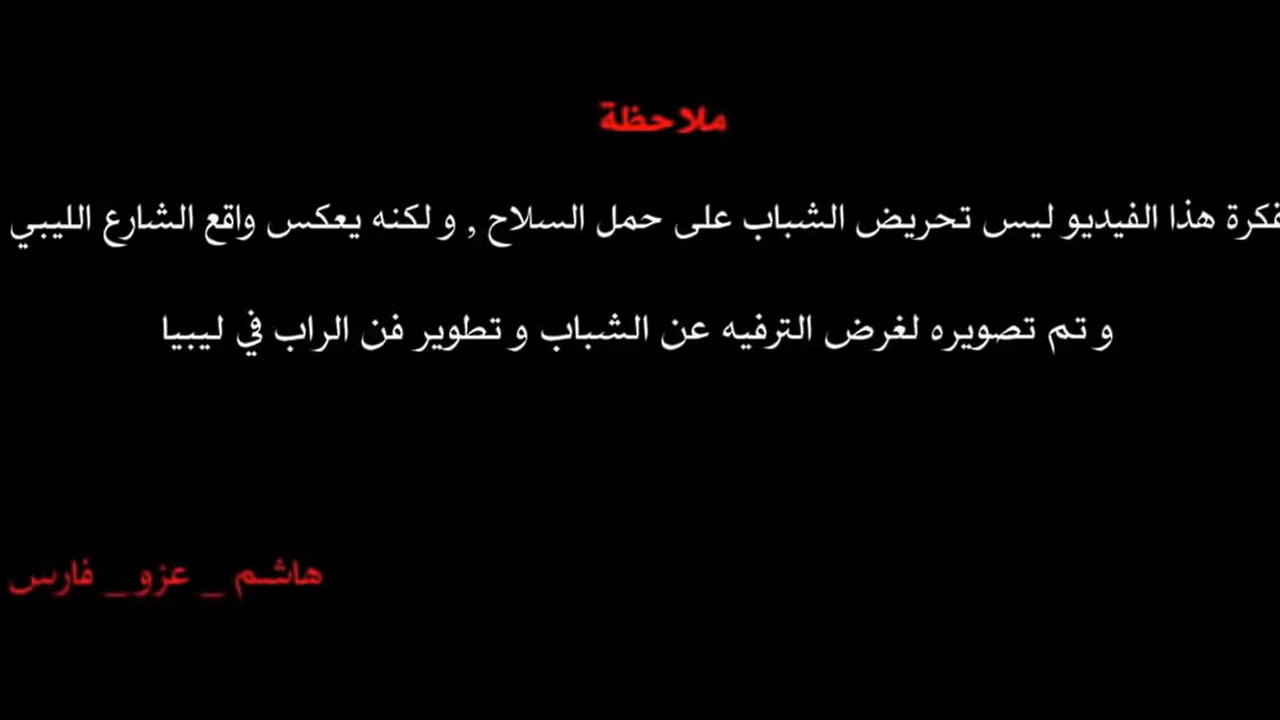 ملاحظة
فكرة هذا الفيديو ليس تحريض الشباب على حمل السلاح , و لكنه يعكس واقع الشارع الليبي
و تم تصويره لغرض الترفيه عن الشباب و تطوير فن الراب في ليبيا
هاشم _ عزو _ فارس